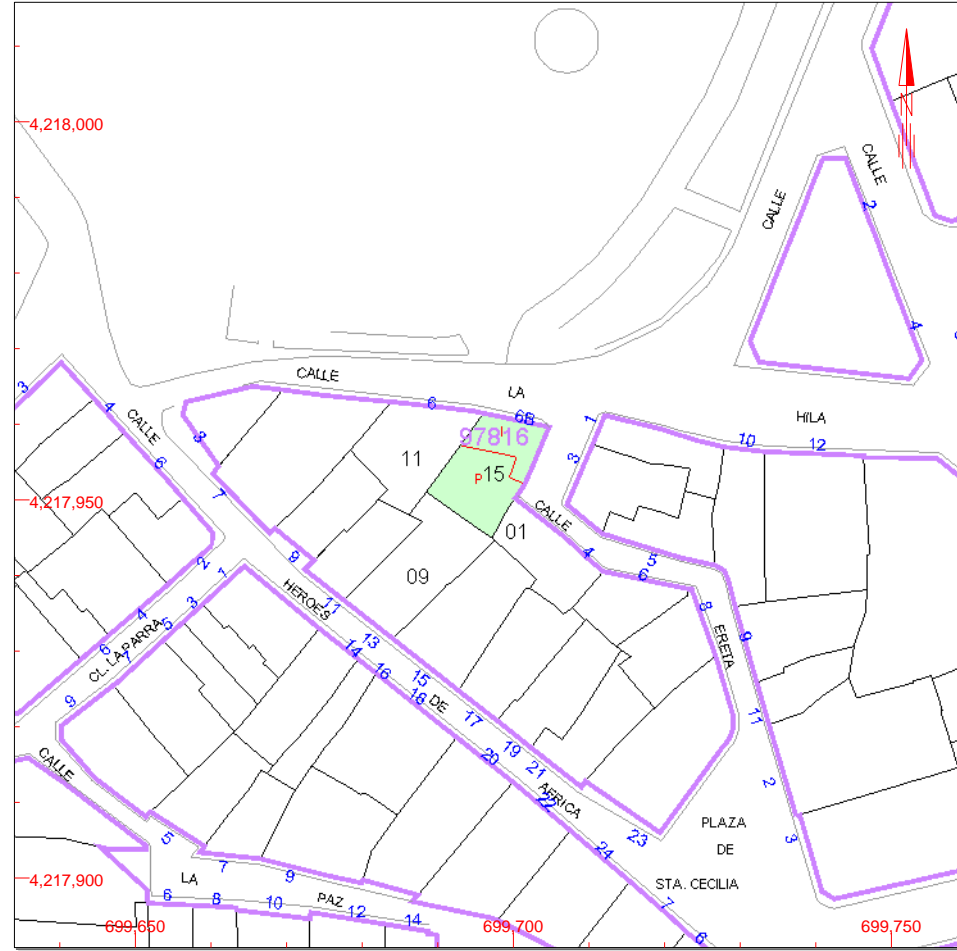 4,218,000
N
CALLE
2
CALLE
4
CALLE
6
LA
6B
HILA
3
4
CALLE
6
3
7
97816
I
11
P
15
1
3
10
12
4,217,950
01
CALLE
4
6
5
09
9
2
1
HEROES
11
13
3
5
4
6
7
CL. LA PARRA
9
14
16
15
18
DE
17
8
ERETA
9
11
19
21
20
AFRICA
22
23
24
2
3
PLAZA
DE
STA. CECILIA
CALLE
5
7
9
LA
PAZ
6
8
10
12
14
7
6
4,217,900
699,650
699,700
699,750